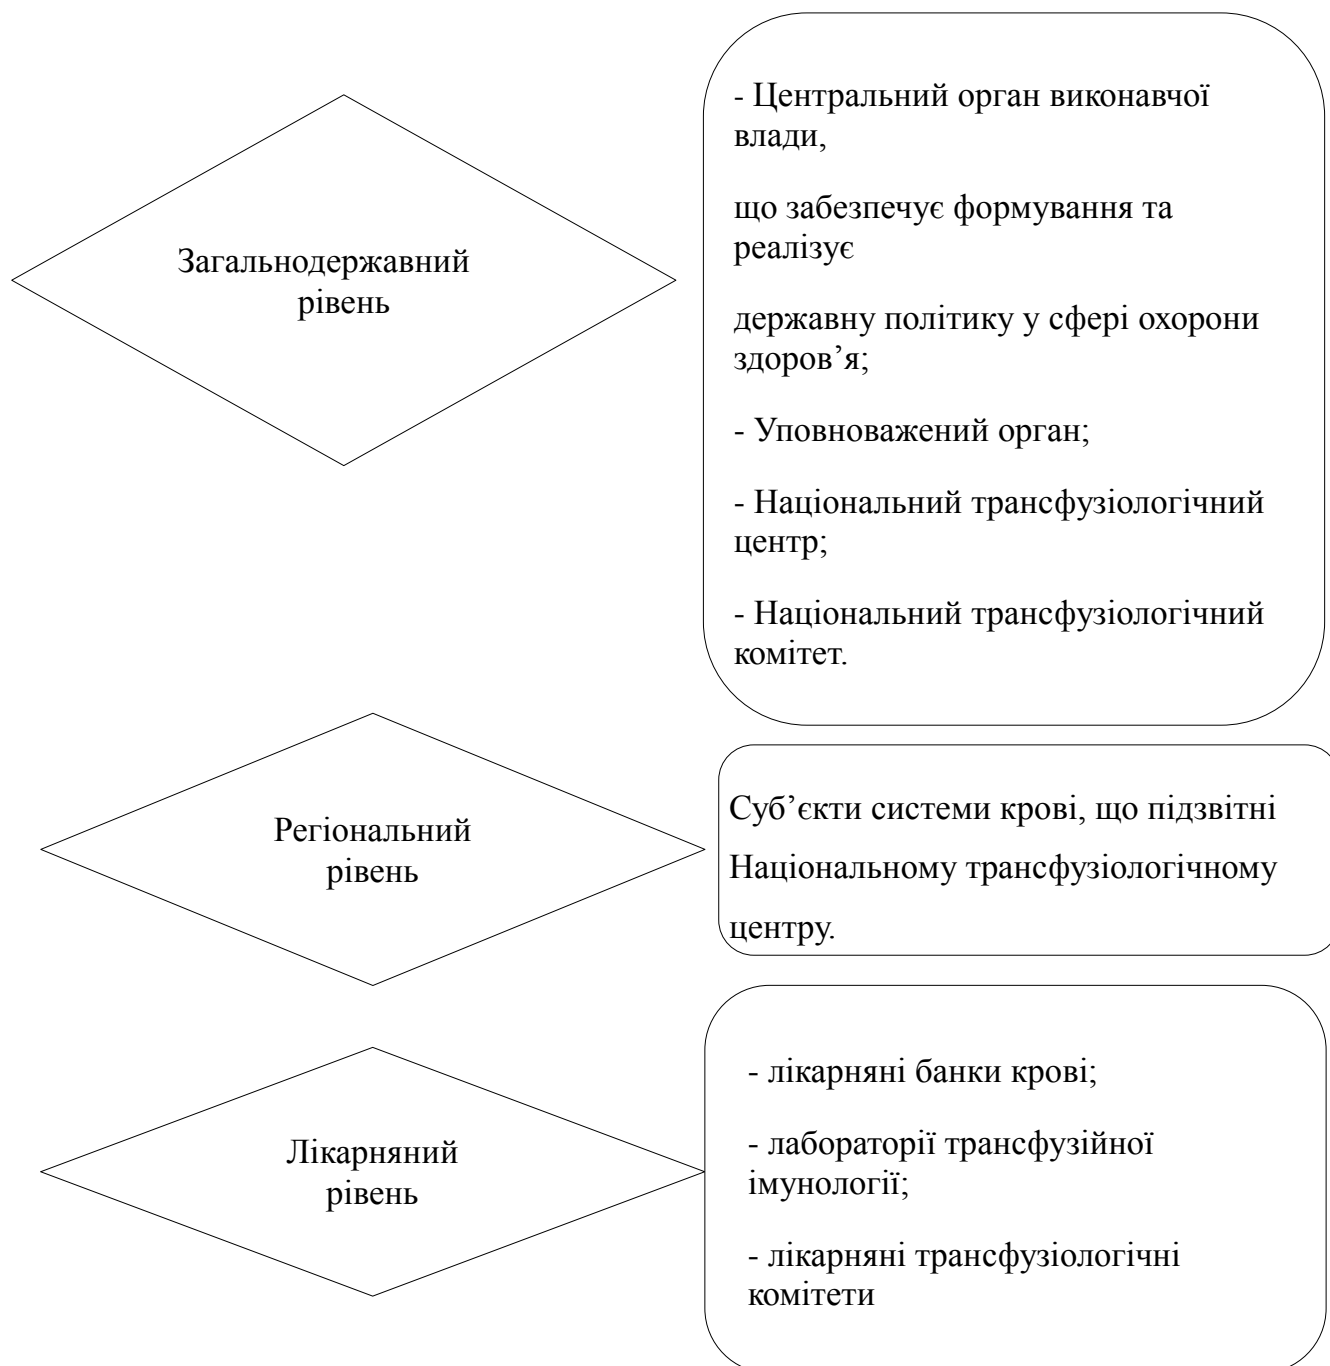 Загальнодержавний
рівень
- Центральний орган виконавчої
влади,
що забезпечує формування та
реалізує
державну політику у сфері охорони
здоров’я;
- Уповноважений орган;
- Національний трансфузіологічний
центр;
- Національний трансфузіологічний
комітет.
Регіональний
рівень
Суб’єкти системи крові, що підзвітні
Національному трансфузіологічному
центру.
Лікарняний
рівень
- лікарняні банки крові;
- лабораторії трансфузійної
імунології;
- лікарняні трансфузіологічні
комітети